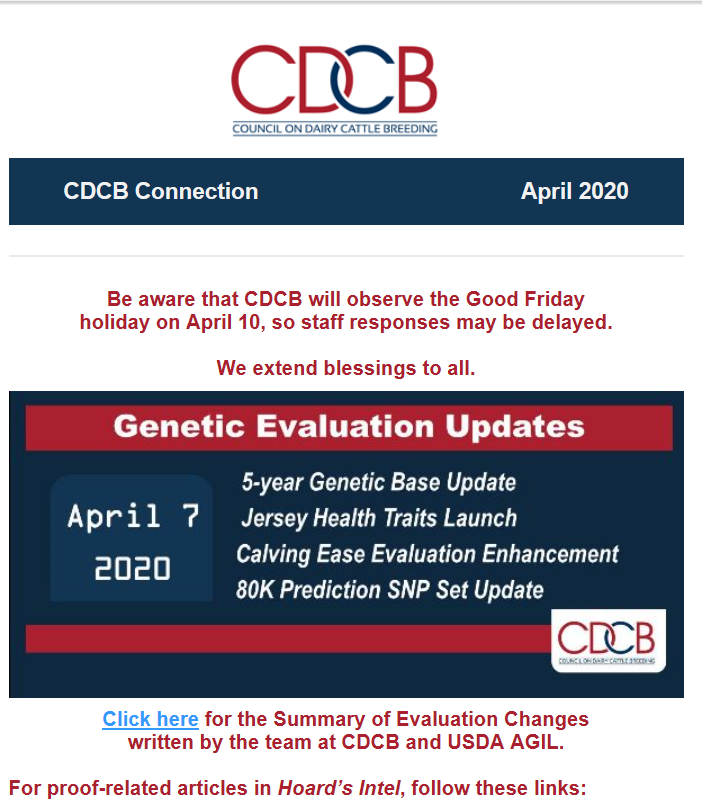 CDCB
COUNCIL ON DAIRY CATTLE BREEDING
CDCB Connection April 2020
Be aware that CDCB will observe the Good Friday
holiday on April 10, so staff responses may be delayed.
We extend blessings to all.
Genetic Evaluation Updates
April 7
2020
5-year Genetic Base Update
Jersey Health Traits Launch
Calving Ease Evaluation Enhancement
80K Prediction SNP Set Update
CDCB
COUNCIL ON DAIRY CATTLE BREEDING
Click here for the Summary of Evaluation Changes
written by the team at CDCB and USDA AGIL.
For proof-related articles in Hoard's Intel, follow these links: